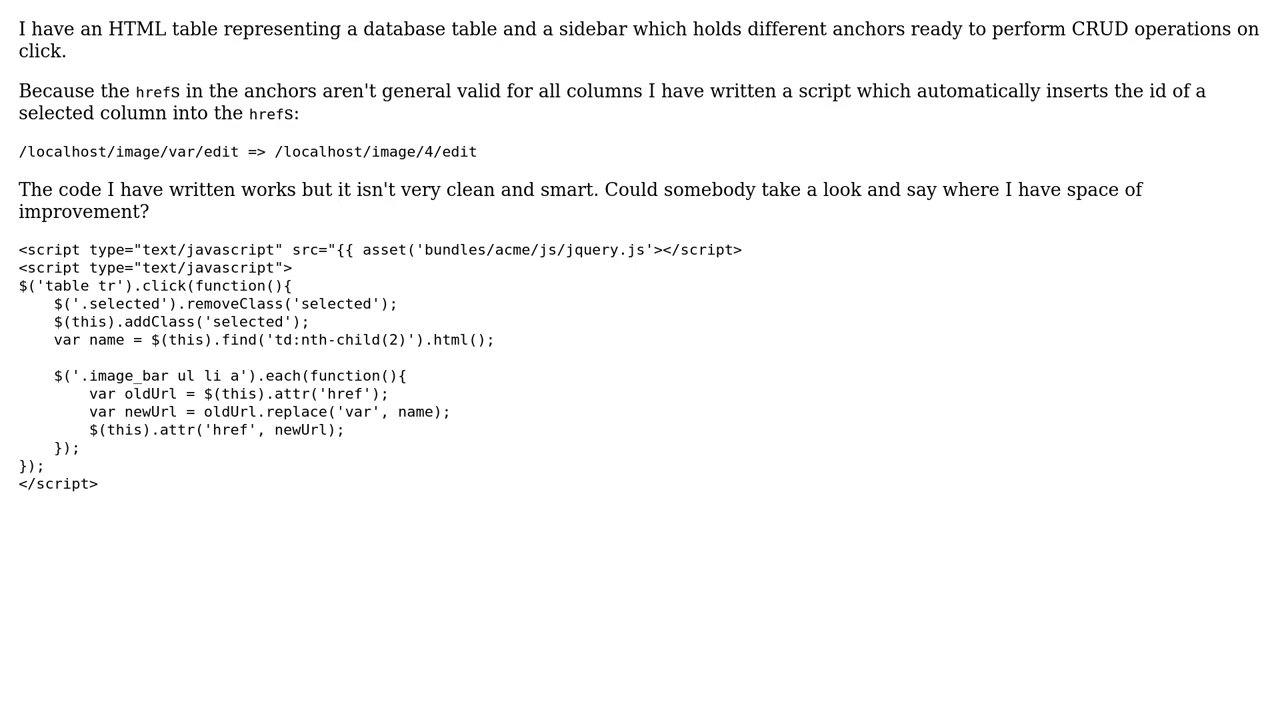 I have an HTML table representing a database table and a sidebar which holds different anchors ready to perform CRUD operations on
click.
Because the hrefs in the anchors aren't general valid for all columns I have written a script which automatically inserts the id of a
selected column into the hrefs:
/localhost/image/var/edit => /localhost/image/4/edit
The code I have written works but it isn't very clean and smart. Could somebody take a look and say where I have space of
improvement?
<script type="text/javascript" src="{{ asset('bundles/acme/js/jquery.js'></script>
<script type="text/javascript">
$('table tr').click(function(){
    $('.selected').removeClass('selected');
    $(this).addClass('selected');
    var name = $(this).find('td:nth-child(2)').html();

    $('.image_bar ul li a').each(function(){
        var oldUrl = $(this).attr('href');
        var newUrl = oldUrl.replace('var', name);
        $(this).attr('href', newUrl);
    });
});
</script>